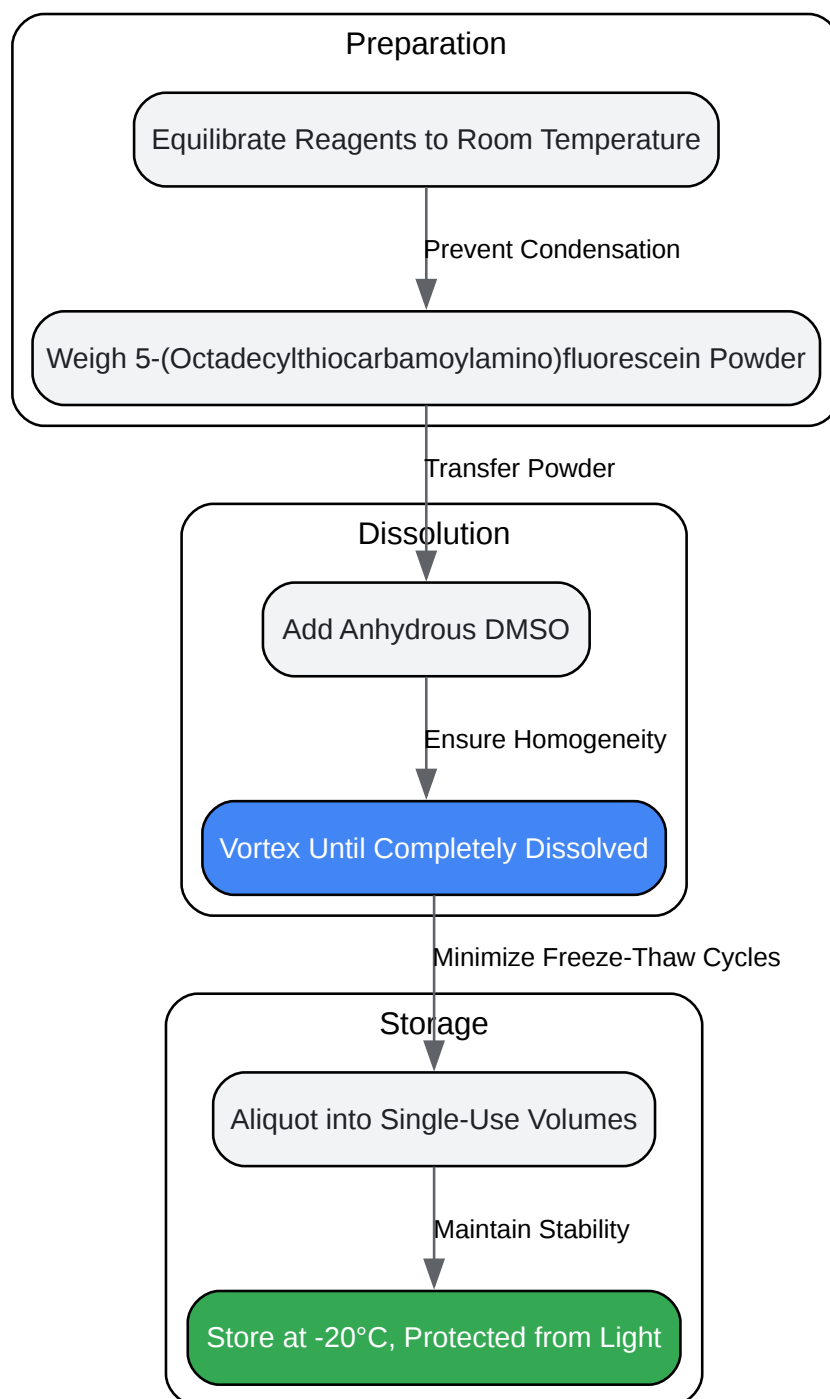 Preparation
Equilibrate Reagents to Room Temperature
Prevent Condensation
Weigh 5-(Octadecylthiocarbamoylamino)fluorescein Powder
Transfer Powder
Dissolution
Add Anhydrous DMSO
Ensure Homogeneity
Vortex Until Completely Dissolved
Minimize Freeze-Thaw Cycles
Storage
Aliquot into Single-Use Volumes
Maintain Stability
Store at -20°C, Protected from Light